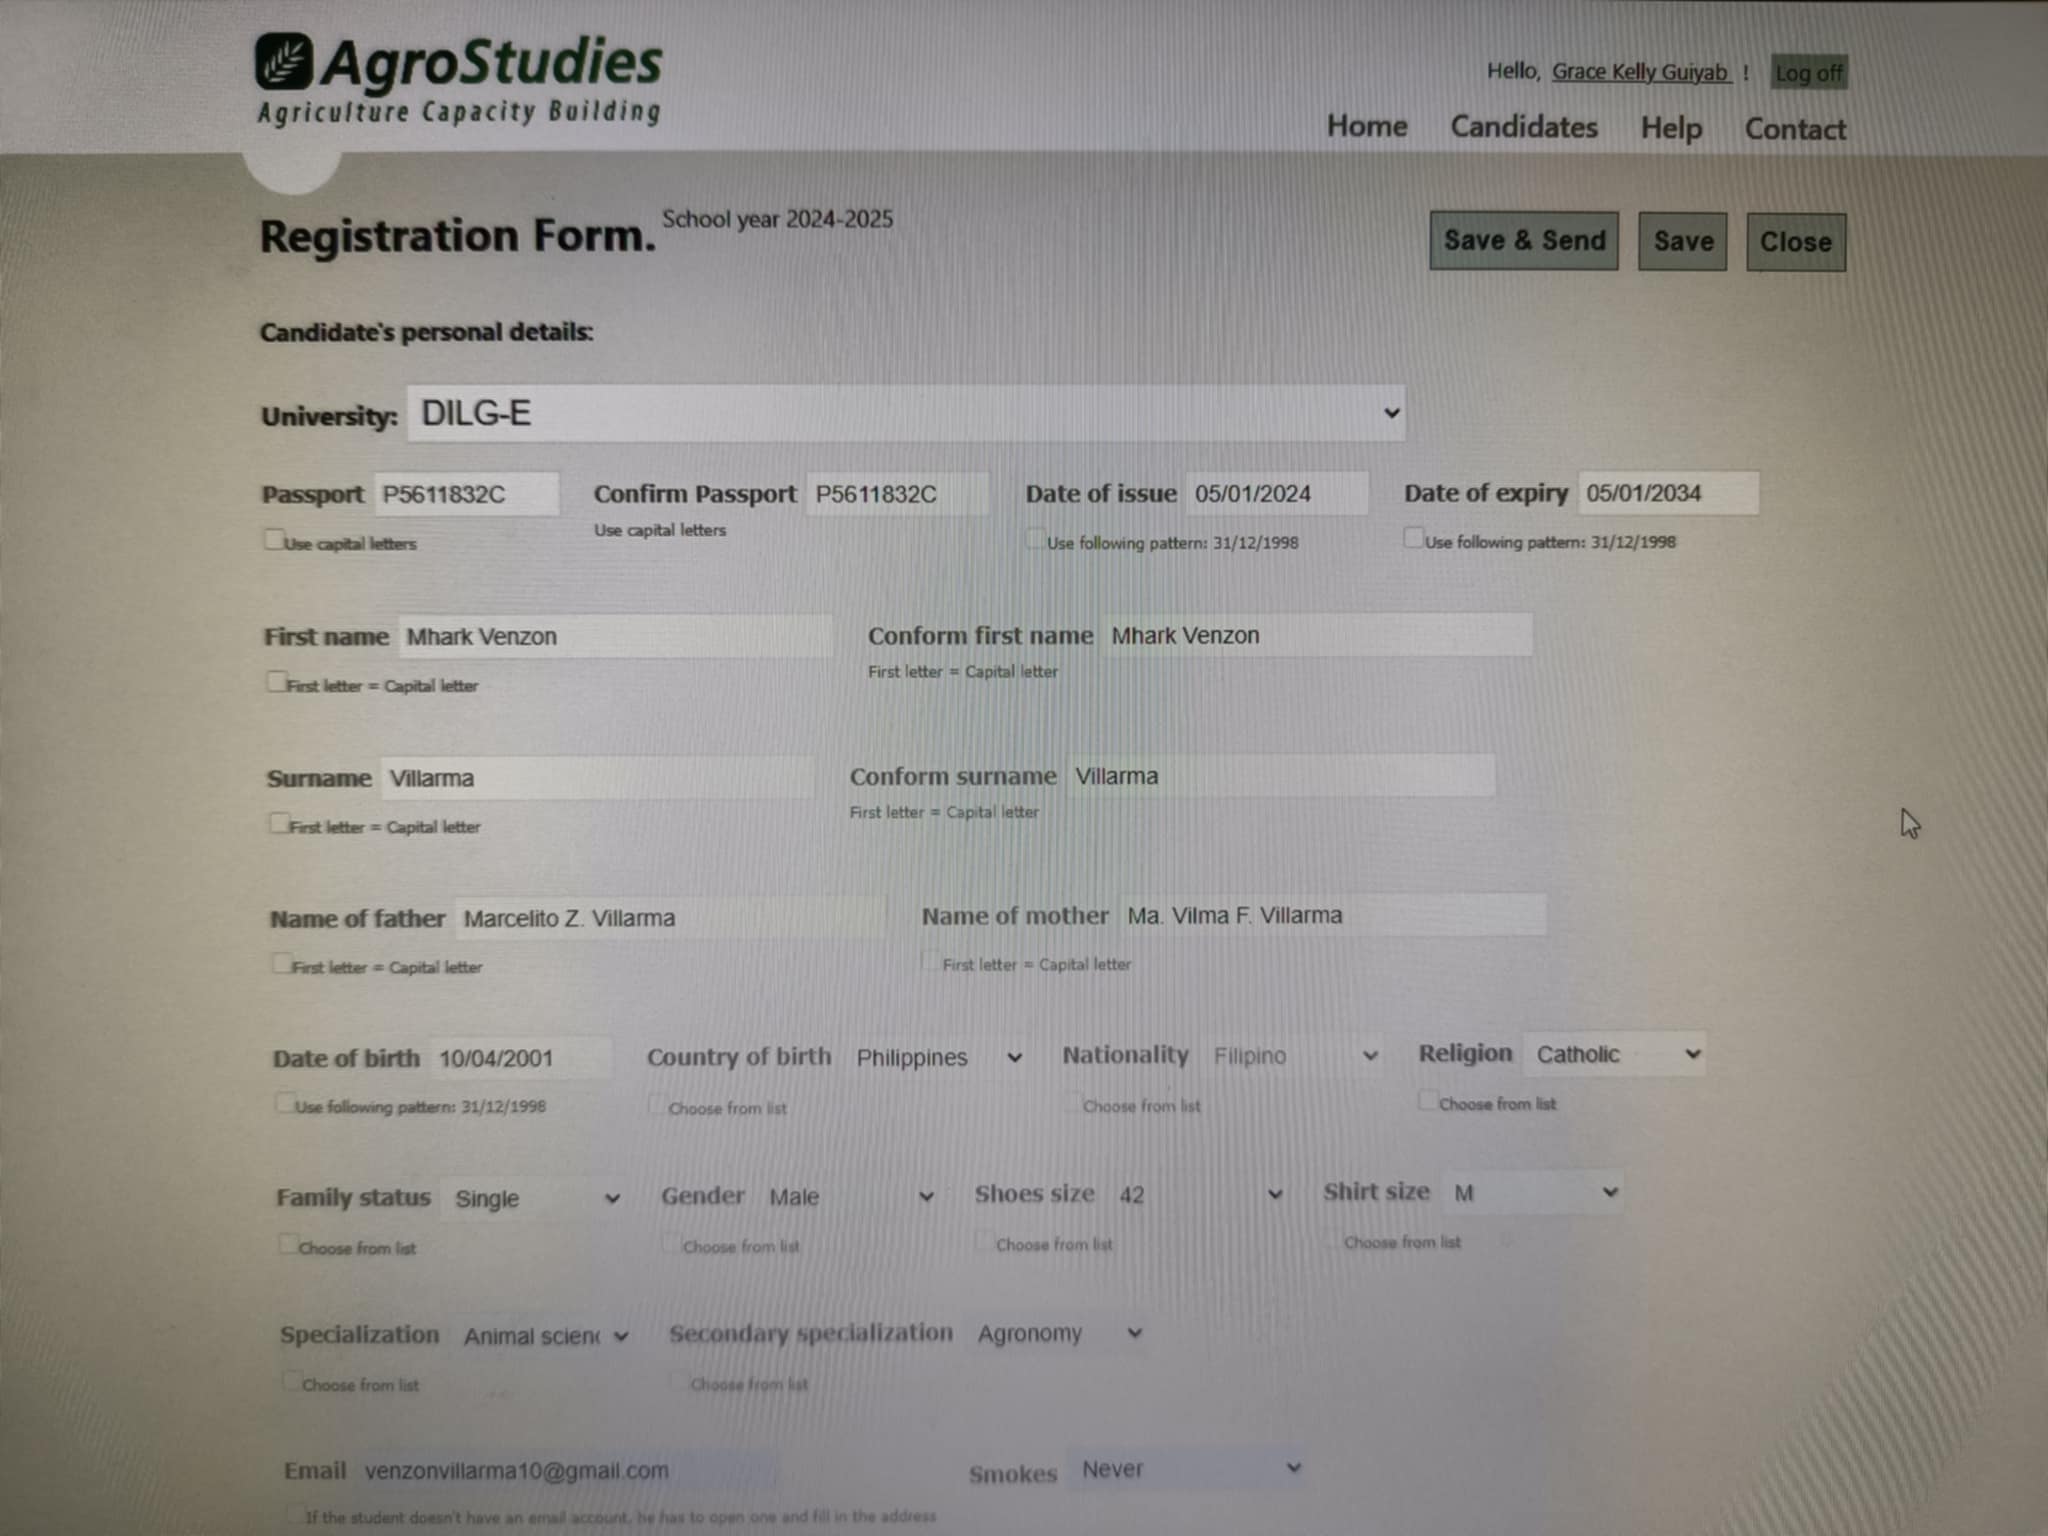 AgroStudies
Agriculture Capacity Building
Hello, Grace Kelly Guiyab ! Log off
Home Candidates Help Contact
Registration Form. School year 2024-2025
Save & Send Save Close
Candidate's personal details:
University: DILG-E
Passport P5611832C Confirm Passport P5611832C Date of issue 05/01/2024 Date of expiry 05/01/2034
Use capital letters Use capital letters Use following pattern: 31/12/1998 Use following pattern: 31/12/1998
First name Mhark Venzon Conform first name Mhark Venzon
First letter = Capital letter First letter = Capital letter
Surname Villarma Conform surname Villarma
First letter = Capital letter First letter = Capital letter
Name of father Marcelito Z. Villarma Name of mother Ma. Vilma F. Villarma
First letter = Capital letter First letter = Capital letter
Date of birth 10/04/2001 Country of birth Philippines Nationality Filipino Religion Catholic
Use following pattern: 31/12/1998 Choose from list Choose from list Choose from list
Family status Single Gender Male Shoes size 42 Shirt size M
Choose from list Choose from list Choose from list Choose from list
Specialization Animal scienc Secondary specialization Agronomy
Choose from list Choose from list
Email venzonvillarma10@gmail.com Smokes Never
If the student doesn't have an email account, he has to open one and fill in the address